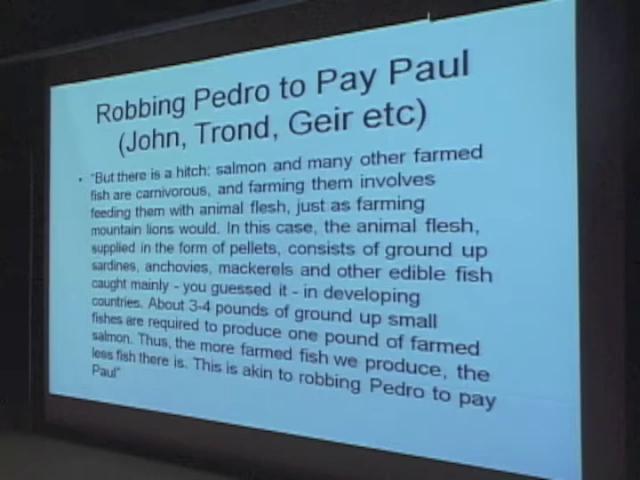 Robbing Pedro to Pay Paul
(John, Trond, Geir etc)
• "But there is a hitch: salmon and many other farmed
fish are carnivorous, and farming them involves
feeding them with animal flesh, just as farming
mountain lions would. In this case, the animal flesh,
supplied in the form of pellets, consists of ground up
sardines, anchovies, mackerels and other edible fish
caught mainly - you guessed it - in developing
countries. About 3-4 pounds of ground up small
fishes are required to produce one pound of farmed
salmon. Thus, the more farmed fish we produce, the
less fish there is. This is akin to robbing Pedro to pay
Paul"